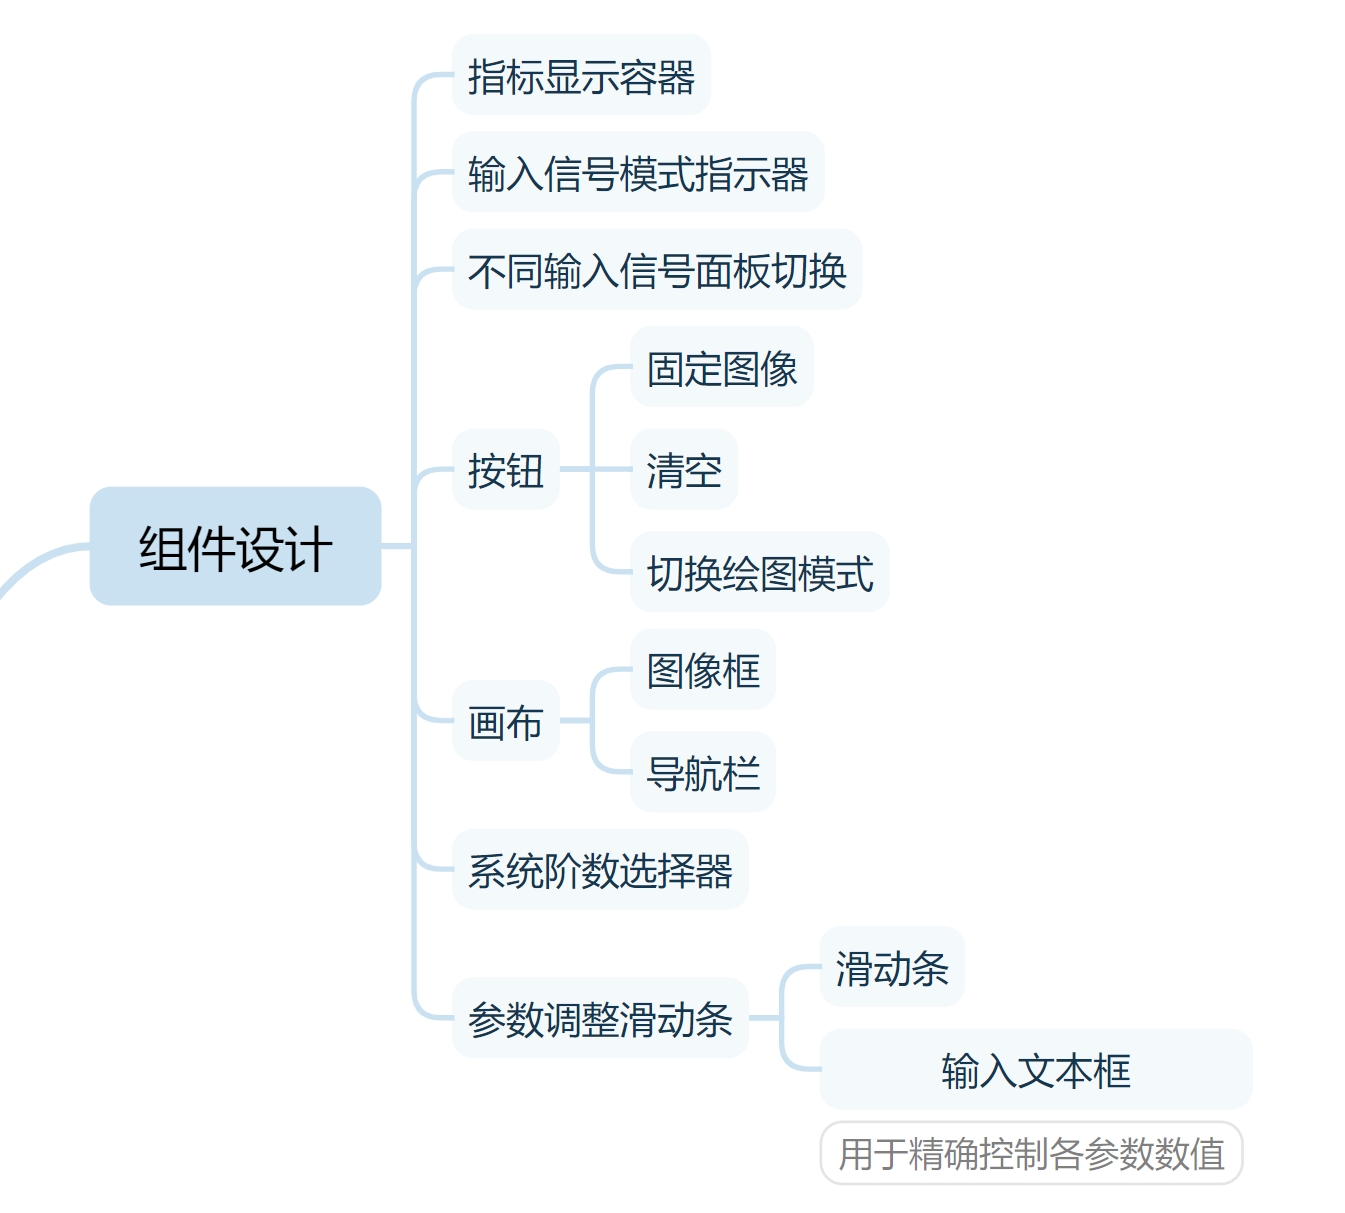 指标显示容器
输入信号模式指示器
不同输入信号面板切换
固定图像
按钮
清空
组件设计
切换绘图模式
图像框
画布
导航栏
系统阶数选择器
滑动条
参数调整滑动条
输入文本框
用于精确控制各参数数值